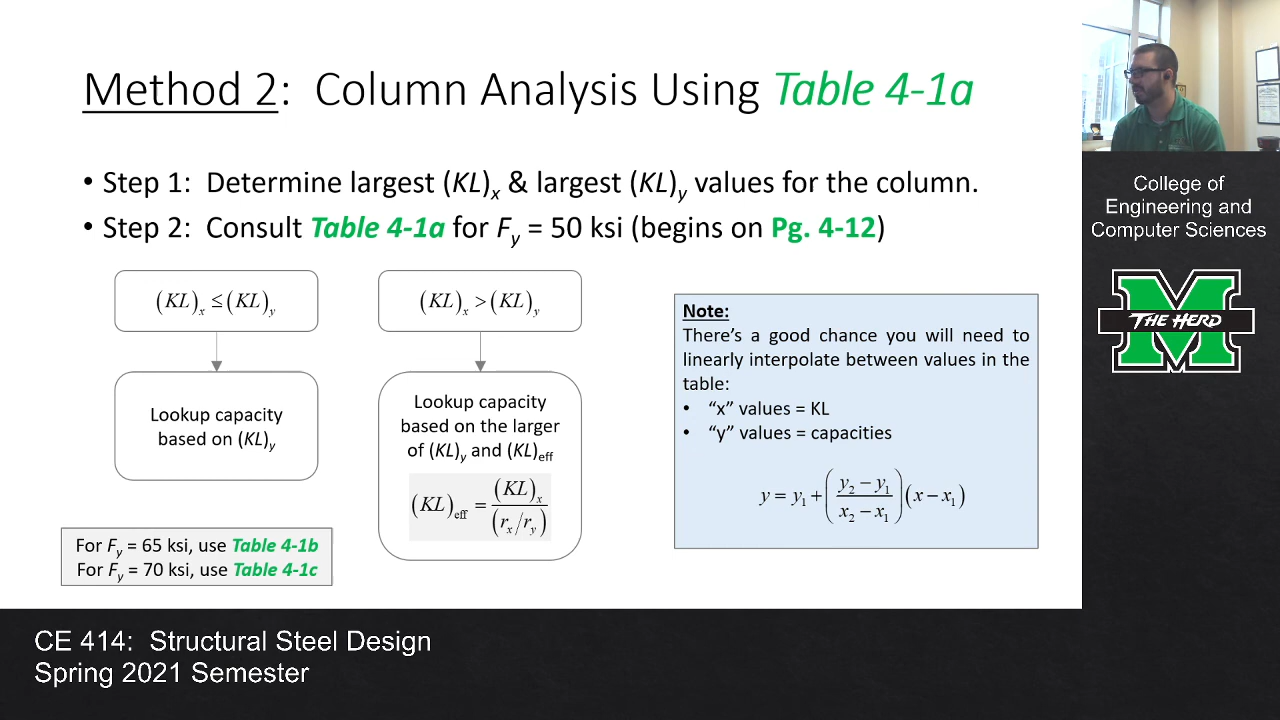 Method 2: Column Analysis Using Table 4-1a
• Step 1: Determine largest (KL)x & largest (KL)y values for the column.
• Step 2: Consult Table 4-1a for Fy = 50 ksi (begins on Pg. 4-12)
(KL)x ≤ (KL)y
Lookup capacity
based on (KL)y
(KL)x > (KL)y
Lookup capacity
based on the larger
of (KL)y and (KL)eff
(KL)eff = (KL)x / (rx/ry)
For Fy = 65 ksi, use Table 4-1b
For Fy = 70 ksi, use Table 4-1c
Note:
There's a good chance you will need to
linearly interpolate between values in the
table:
• “x” values = KL
• “y” values = capacities
y = y1 + ((y2 − y1) / (x2 − x1)) (x − x1)
College of
Engineering and
Computer Sciences
THE HERD
CE 414: Structural Steel Design
Spring 2021 Semester